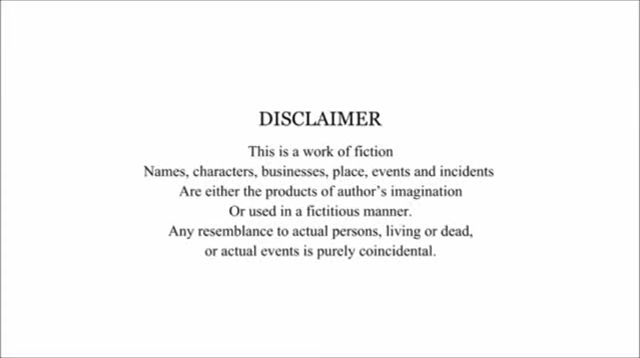 DISCLAIMER
This is a work of fiction
Names, characters, businesses, place, events and incidents
Are either the products of author's imagination
Or used in a fictitious manner.
Any resemblance to actual persons, living or dead,
or actual events is purely coincidental.